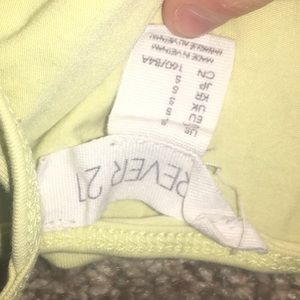 REVER 21
US S
EU S
UK S
KR S
JP S
CN 160/84A
MADE IN VIETNAM